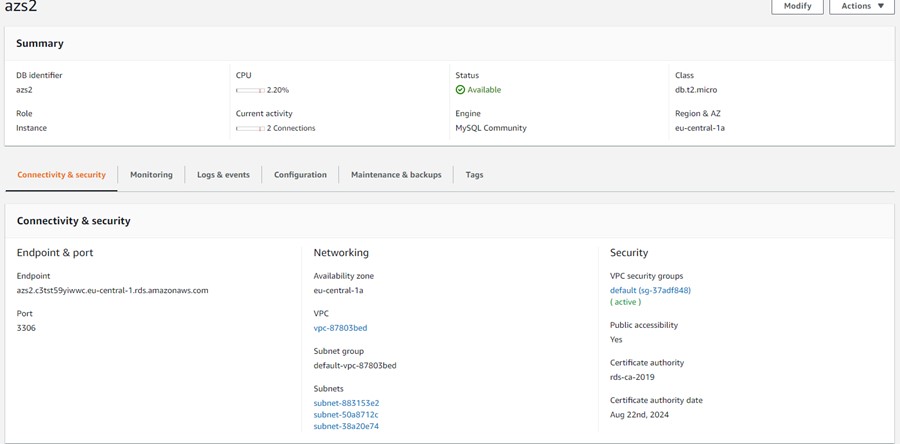 azs2
Modify
Actions
Summary
DB identifier
azs2
CPU
2.20%
Status
Available
Class
db.t2.micro
Role
Instance
Current activity
2 Connections
Engine
MySQL Community
Region & AZ
eu-central-1a
Connectivity & security
Monitoring
Logs & events
Configuration
Maintenance & backups
Tags
Connectivity & security
Endpoint & port
Endpoint
azs2.c3tst59yiwwc.eu-central-1.rds.amazonaws.com
Port
3306
Networking
Availability zone
eu-central-1a
VPC
vpc-87803bed
Subnet group
default-vpc-87803bed
Subnets
subnet-883153e2
subnet-50a8712c
subnet-38a20e74
Security
VPC security groups
default (sg-37adf848)
( active )
Public accessibility
Yes
Certificate authority
rds-ca-2019
Certificate authority date
Aug 22nd, 2024